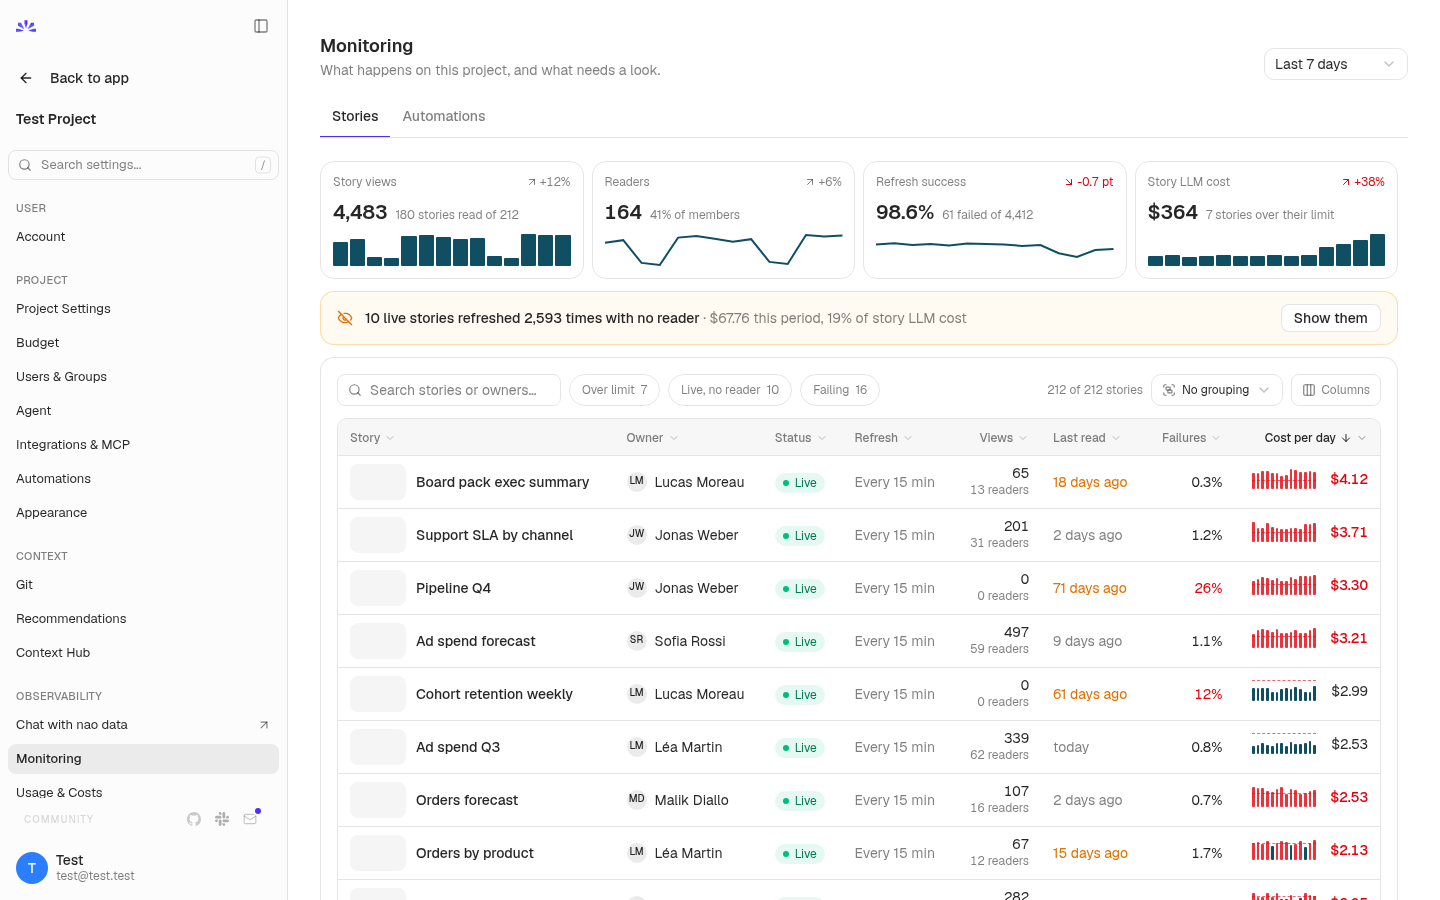 Back to app
Test Project
Search settings...
/
USER
Account
PROJECT
Project Settings
Budget
Users & Groups
Agent
Integrations & MCP
Automations
Appearance
CONTEXT
Git
Recommendations
Context Hub
OBSERVABILITY
Chat with nao data
Monitoring
Usage & Costs
COMMUNITY
T
Test
test@test.test
Monitoring
What happens on this project, and what needs a look.
Last 7 days
Stories Automations
Story views +12%
4,483 180 stories read of 212
Readers +6%
164 41% of members
Refresh success -0.7 pt
98.6% 61 failed of 4,412
Story LLM cost +38%
$364 7 stories over their limit
10 live stories refreshed 2,593 times with no reader · $67.76 this period, 19% of story LLM cost
Show them
Search stories or owners...
Over limit 7
Live, no reader 10
Failing 16
212 of 212 stories
No grouping
Columns
Story Owner Status Refresh Views Last read Failures Cost per day
Board pack exec summary LM Lucas Moreau Live Every 15 min 65 18 days ago 0.3% $4.12
13 readers
Support SLA by channel JW Jonas Weber Live Every 15 min 201 2 days ago 1.2% $3.71
31 readers
Pipeline Q4 JW Jonas Weber Live Every 15 min 0 71 days ago 26% $3.30
0 readers
Ad spend forecast SR Sofia Rossi Live Every 15 min 497 9 days ago 1.1% $3.21
59 readers
Cohort retention weekly LM Lucas Moreau Live Every 15 min 0 61 days ago 12% $2.99
0 readers
Ad spend Q3 LM Léa Martin Live Every 15 min 339 today 0.8% $2.53
62 readers
Orders forecast MD Malik Diallo Live Every 15 min 107 2 days ago 0.7% $2.53
16 readers
Orders by product LM Léa Martin Live Every 15 min 67 15 days ago 1.7% $2.13
12 readers
282